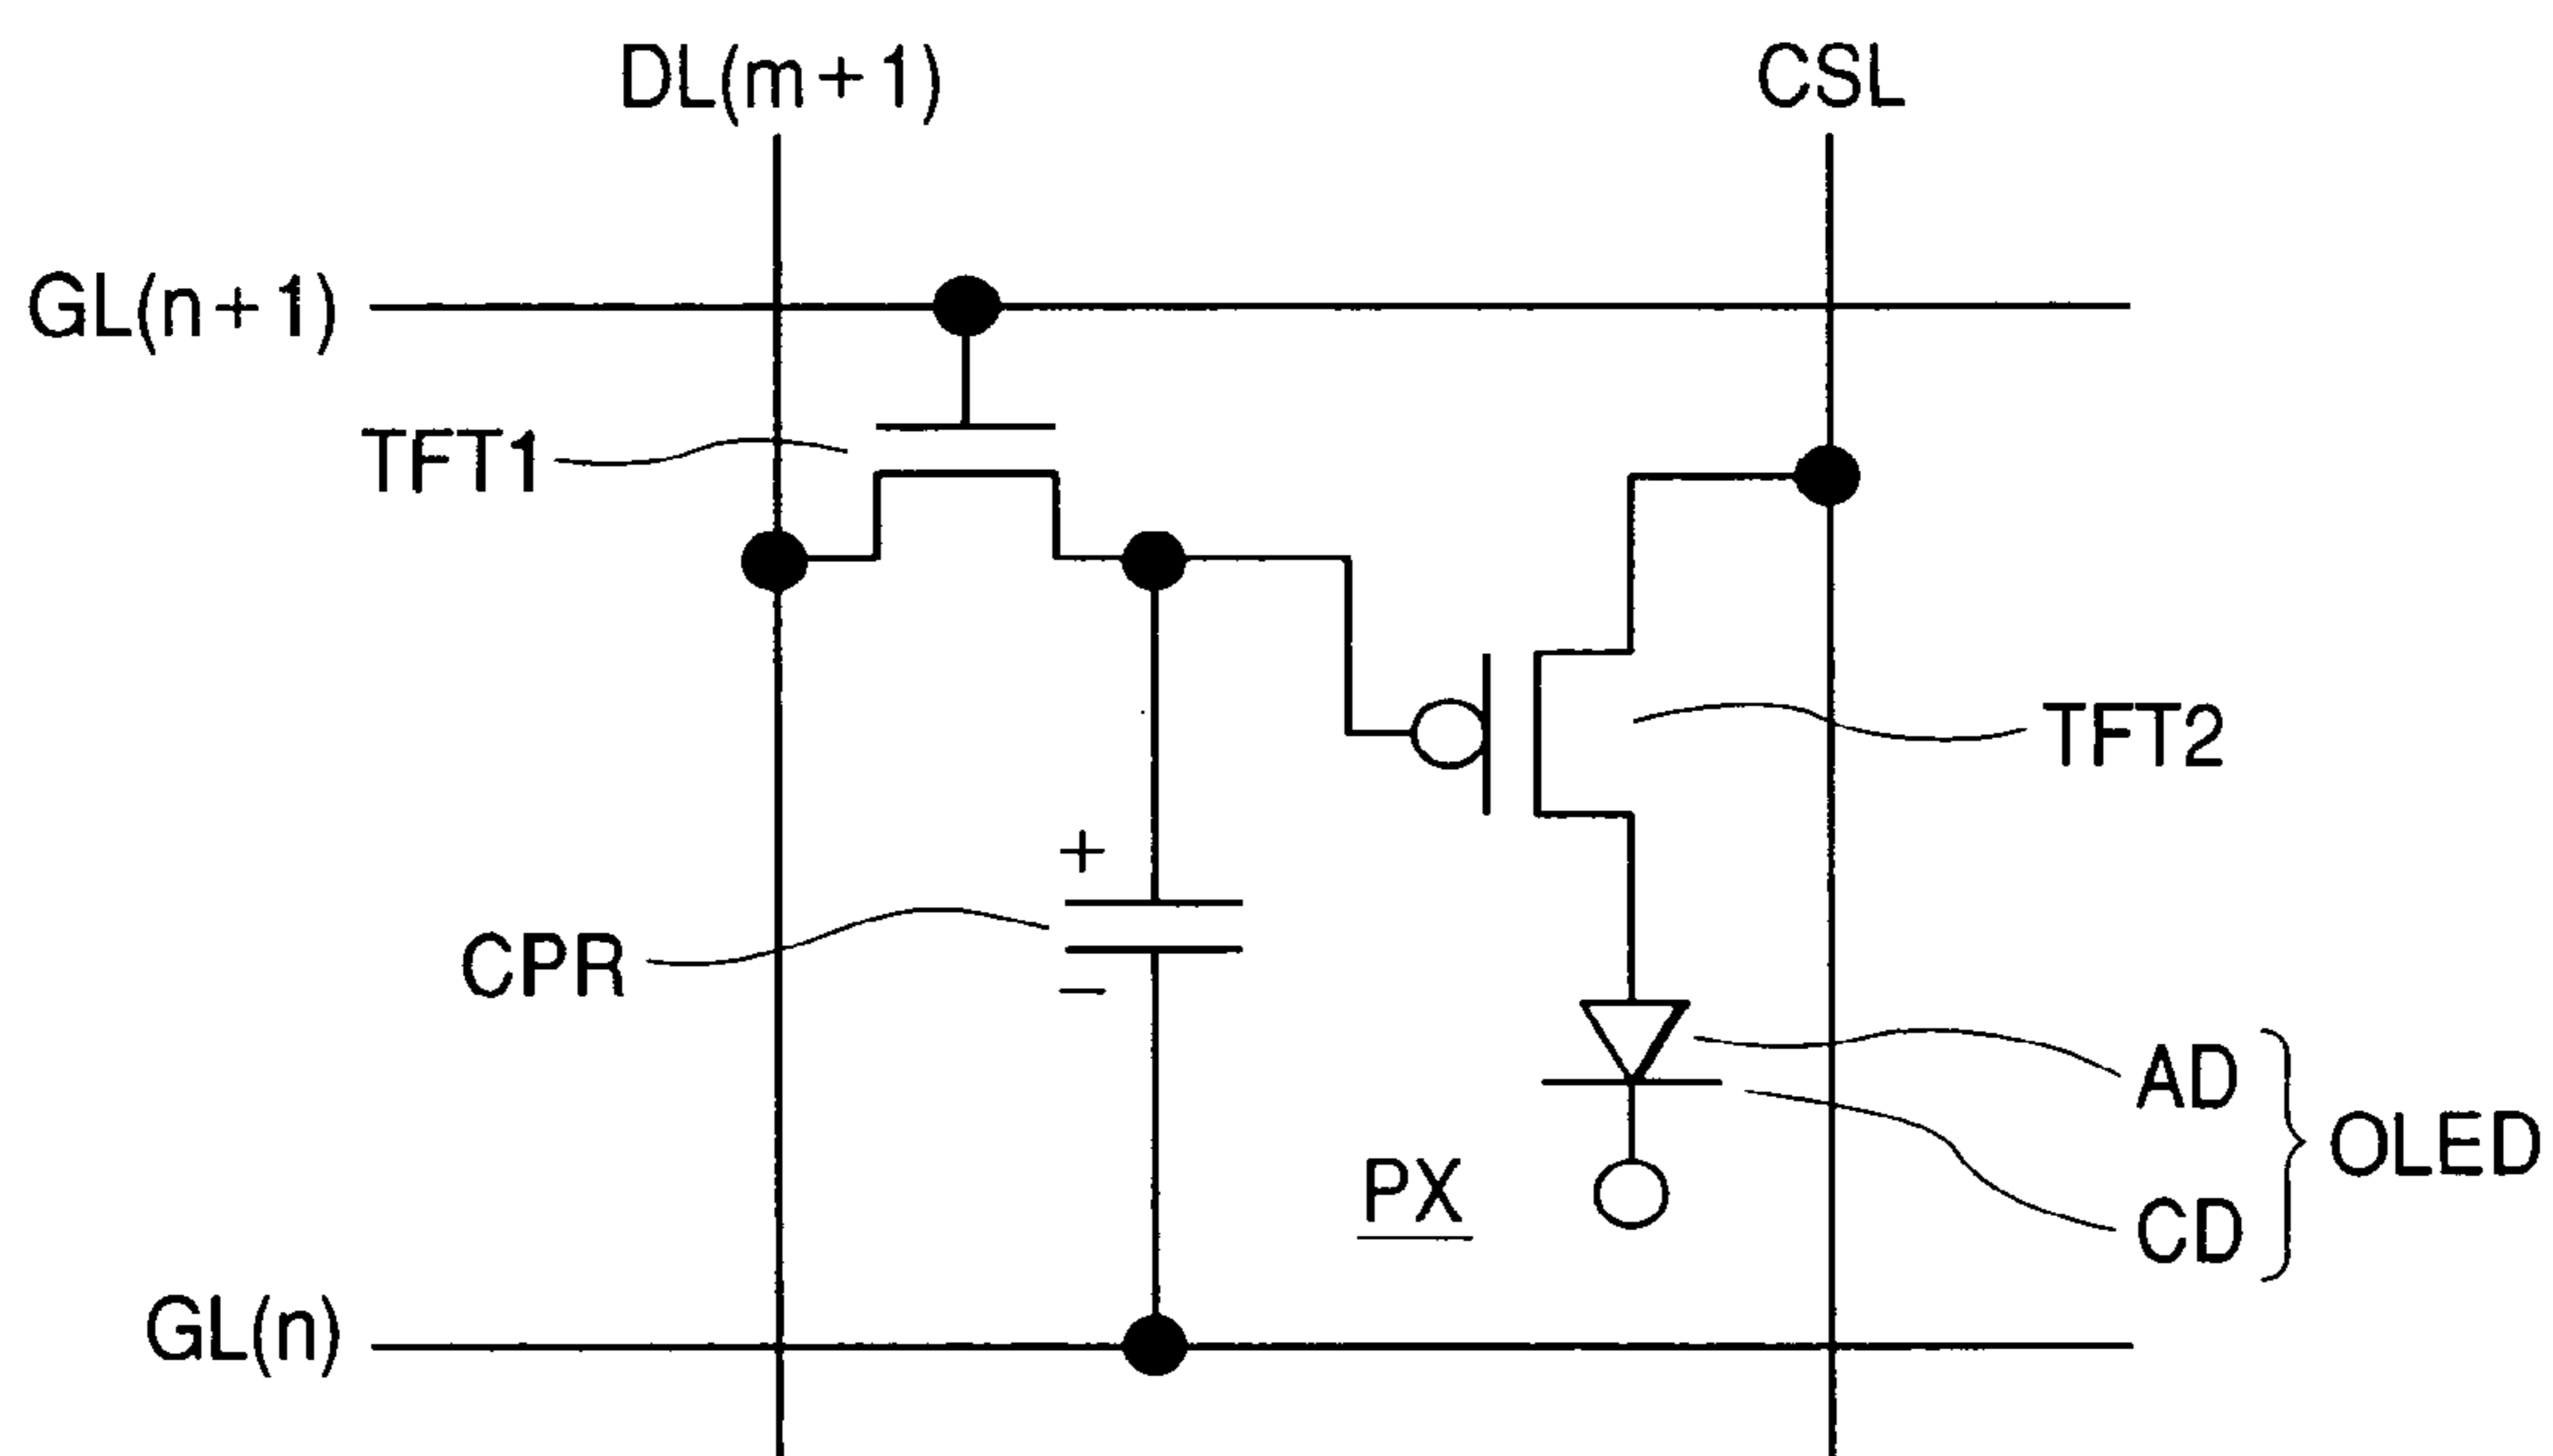 DL(m+1)
CSL
GL(n+1)
TFT1
TFT2
+
CPR
−
AD
OLED
PX
CD
GL(n)